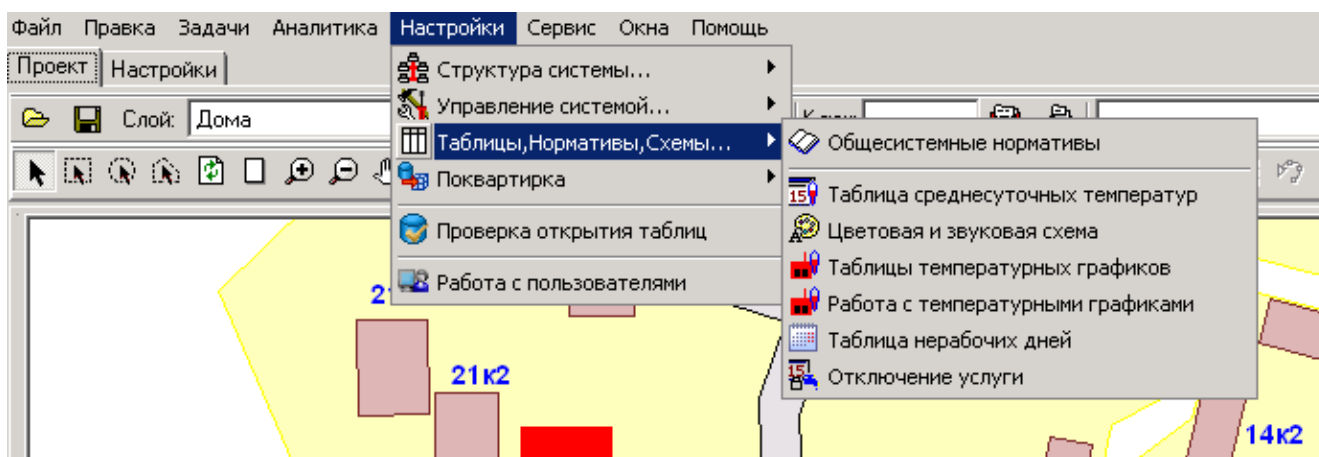 Файл Правка Задачи Аналитика Настройки Сервис Окна Помощь
Проект Настройки
Слой: Дома
Структура системы...
Управление системой...
Таблицы,Нормативы,Схемы...
Поквартирка
Проверка открытия таблиц
Работа с пользователями
Общесистемные нормативы
Таблица среднесуточных температур
Цветовая и звуковая схема
Таблицы температурных графиков
Работа с температурными графиками
Таблица нерабочих дней
Отключение услуги
21к2
14к2